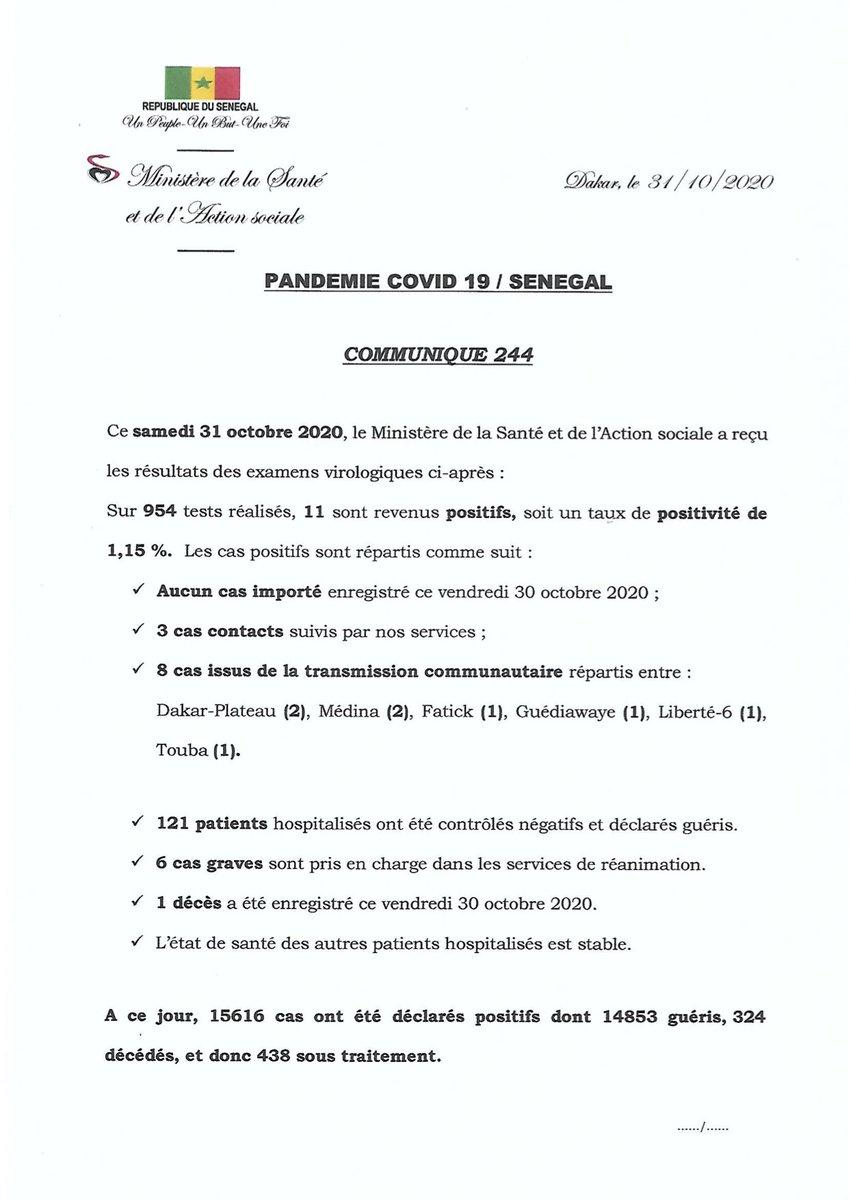 REPUBLIQUE DU SENEGAL
Un Peuple-Un But-Une Foi
Ministère de la Santé
et de l'Action sociale
Dakar, le 31/10/2020
PANDEMIE COVID 19 / SENEGAL
COMMUNIQUE 244
Ce samedi 31 octobre 2020, le Ministère de la Santé et de l'Action sociale a reçu
les résultats des examens virologiques ci-après :
Sur 954 tests réalisés, 11 sont revenus positifs, soit un taux de positivité de
1,15 %. Les cas positifs sont répartis comme suit :
✓ Aucun cas importé enregistré ce vendredi 30 octobre 2020 ;
✓ 3 cas contacts suivis par nos services ;
✓ 8 cas issus de la transmission communautaire répartis entre :
Dakar-Plateau (2), Médina (2), Fatick (1), Guédiawaye (1), Liberté-6 (1),
Touba (1).
✓ 121 patients hospitalisés ont été contrôlés négatifs et déclarés guéris.
✓ 6 cas graves sont pris en charge dans les services de réanimation.
✓ 1 décès a été enregistré ce vendredi 30 octobre 2020.
✓ L'état de santé des autres patients hospitalisés est stable.
A ce jour, 15616 cas ont été déclarés positifs dont 14853 guéris, 324
décédés, et donc 438 sous traitement.
....../......